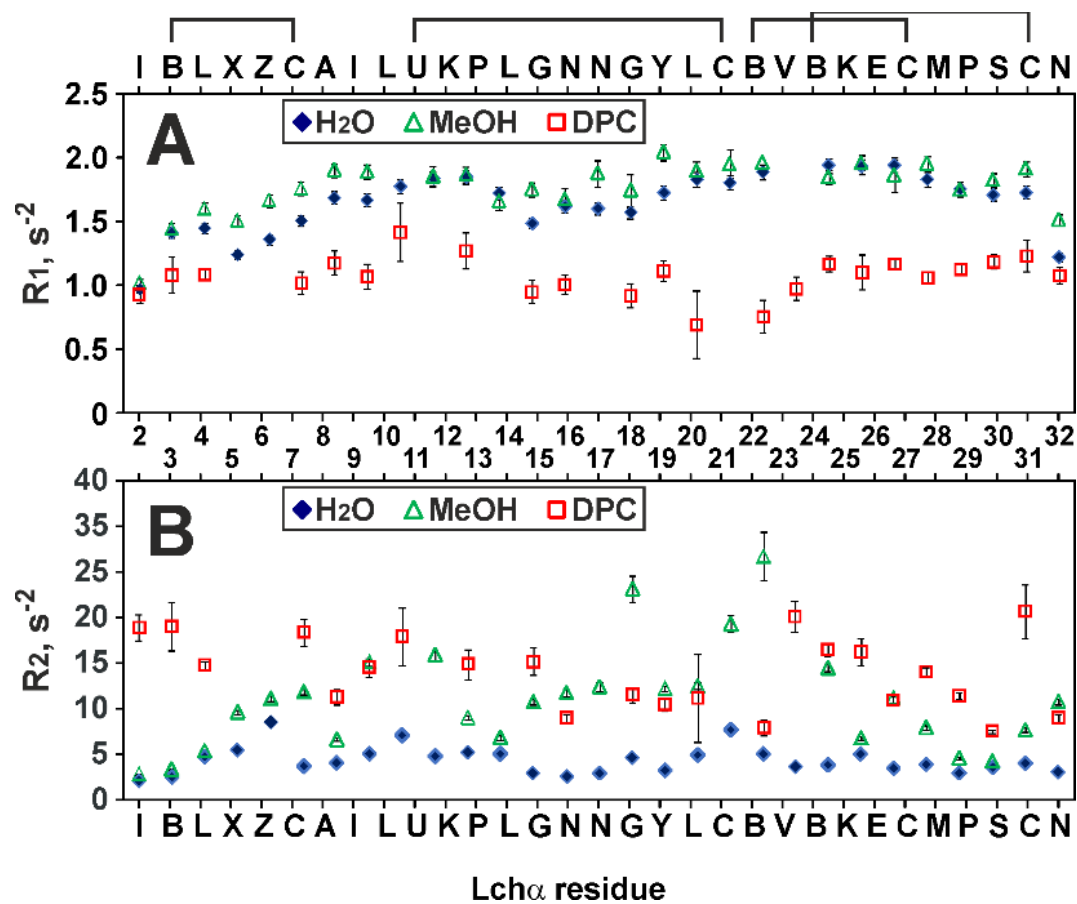 I B L X Z C A I L U K P L G N N G Y L C B V B K E C M P S C N
A
H2O MeOH DPC
R1, s-2
2.5
2.0
1.5
1.0
0.5
0
2 4 6 8 10 12 14 16 18 20 22 24 26 28 30 32
3 5 7 9 11 13 15 17 19 21 23 25 27 29 31
B
H2O MeOH DPC
R2, s-2
40
35
25
20
15
10
5
0
I B L X Z C A I L U K P L G N N G Y L C B V B K E C M P S C N
Lchα residue